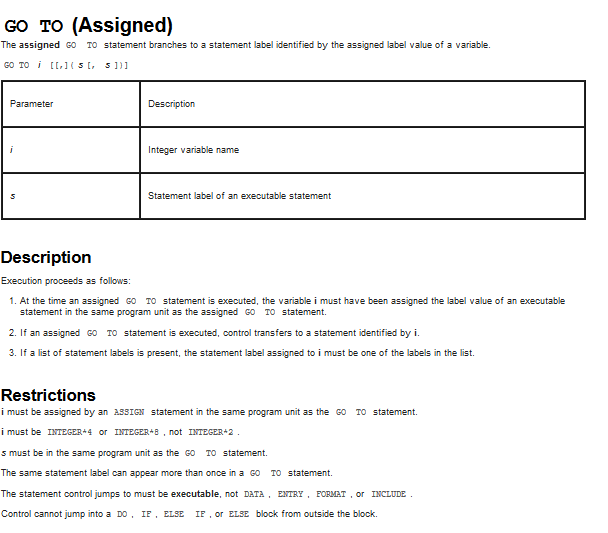 GO TO (Assigned)
The assigned GO TO statement branches to a statement label identified by the assigned label value of a variable.
GO TO i [[,]( s [, s ])]
Parameter Description
i Integer variable name
s Statement label of an executable statement
Description
Execution proceeds as follows:
1. At the time an assigned GO TO statement is executed, the variable i must have been assigned the label value of an executable
statement in the same program unit as the assigned GO TO statement.
2. If an assigned GO TO statement is executed, control transfers to a statement identified by i.
3. If a list of statement labels is present, the statement label assigned to i must be one of the labels in the list.
Restrictions
i must be assigned by an ASSIGN statement in the same program unit as the GO TO statement.
i must be INTEGER*4 or INTEGER*8 , not INTEGER*2 .
s must be in the same program unit as the GO TO statement.
The same statement label can appear more than once in a GO TO statement.
The statement control jumps to must be executable, not DATA , ENTRY , FORMAT , or INCLUDE .
Control cannot jump into a DO , IF , ELSE IF , or ELSE block from outside the block.